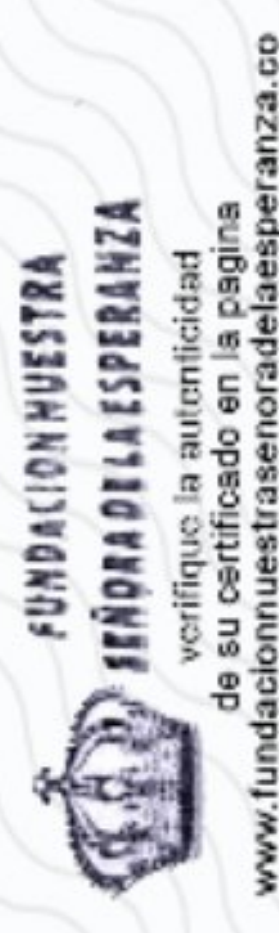 FUNDACION NUESTRA
SEÑORA DE LA ESPERANZA
verifique la autenticidad
de su certificado en la pagina
www.fundacionnuestrasenoradelaesperanza.co